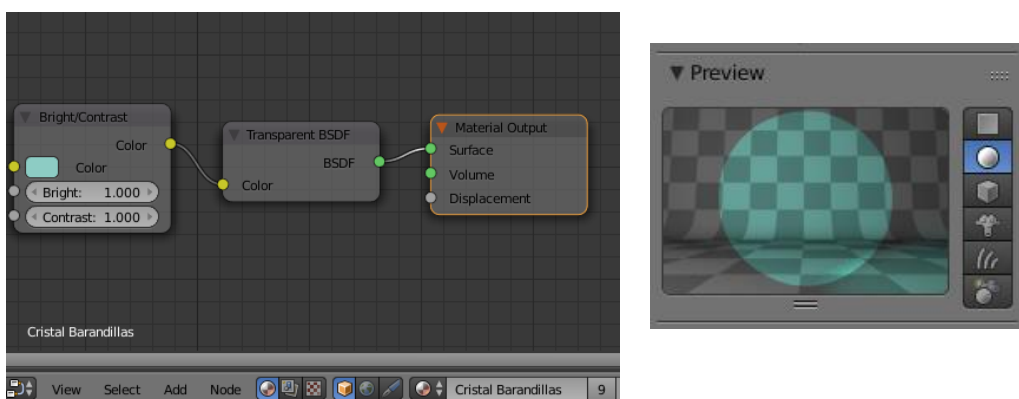 Bright/Contrast
Color
Color
Bright: 1.000
Contrast: 1.000
Transparent BSDF
BSDF
Color
Material Output
Surface
Volume
Displacement
Cristal Barandillas
View Select Add Node Cristal Barandillas 9
Preview